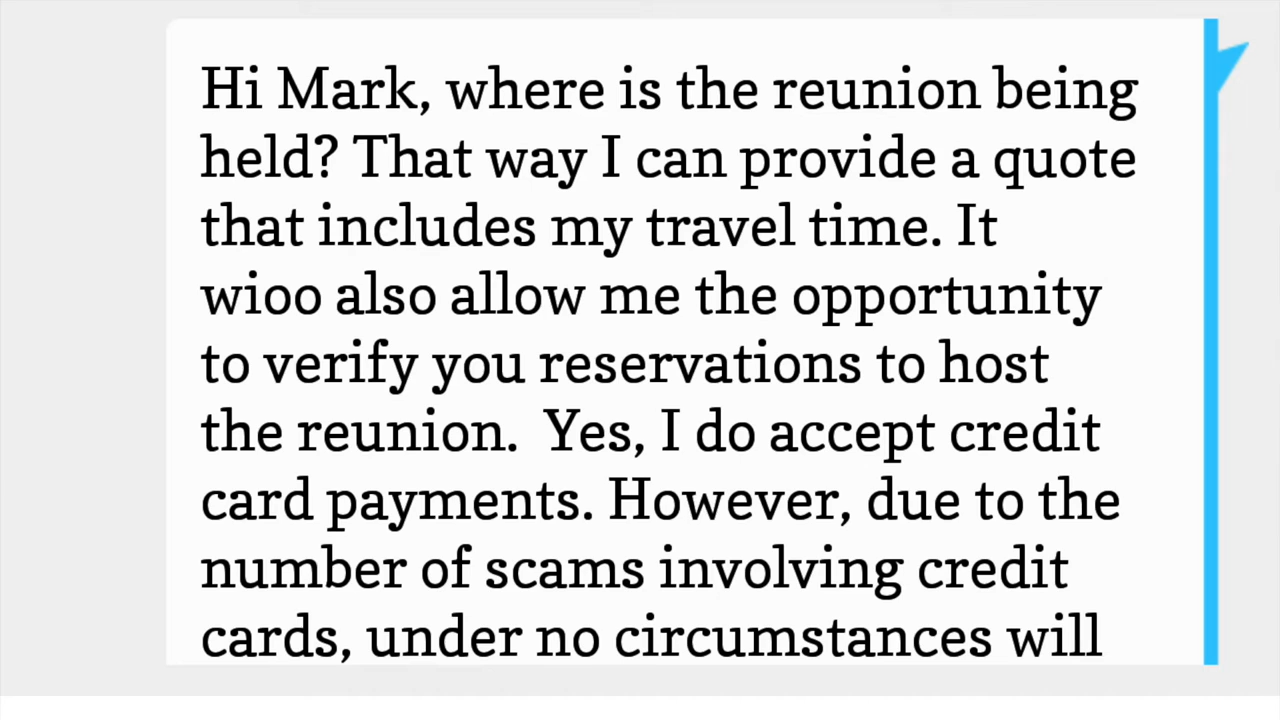 Hi Mark, where is the reunion being
held? That way I can provide a quote
that includes my travel time. It
wioo also allow me the opportunity
to verify you reservations to host
the reunion.  Yes, I do accept credit
card payments. However, due to the
number of scams involving credit
cards, under no circumstances will